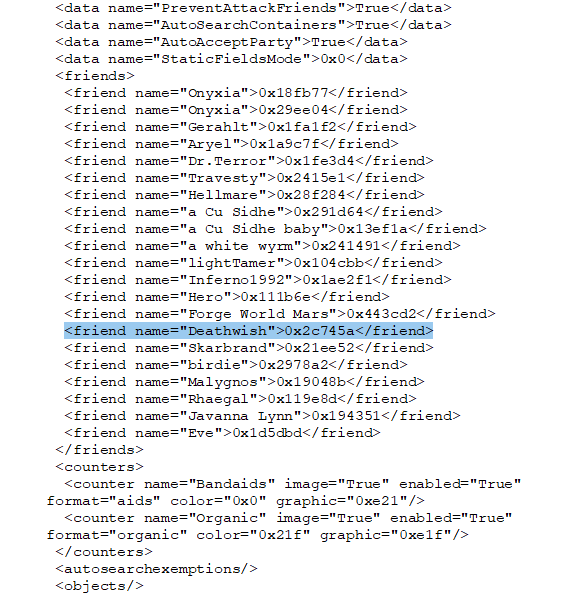 <data name="PreventAttackFriends">True</data>
<data name="AutoSearchContainers">True</data>
<data name="AutoAcceptParty">True</data>
<data name="StaticFieldsMode">0x0</data>
<friends>
<friend name="Onyxia">0x18fb77</friend>
<friend name="Onyxia">0x29ee04</friend>
<friend name="Gerahlt">0x1fa1f2</friend>
<friend name="Aryel">0x1a9c7f</friend>
<friend name="Dr.Terror">0x1fe3d4</friend>
<friend name="Travesty">0x2415e1</friend>
<friend name="Hellmare">0x28f284</friend>
<friend name="a Cu Sidhe">0x291d64</friend>
<friend name="a Cu Sidhe baby">0x13ef1a</friend>
<friend name="a white wyrm">0x241491</friend>
<friend name="lightTamer">0x104cbb</friend>
<friend name="Inferno1992">0x1ae2f1</friend>
<friend name="Hero">0x111b6e</friend>
<friend name="Forge World Mars">0x443cd2</friend>
<friend name="Deathwish">0x2c745a</friend>
<friend name="Skarbrand">0x21ee52</friend>
<friend name="birdie">0x2978a2</friend>
<friend name="Malygnos">0x19048b</friend>
<friend name="Rhaegal">0x119e8d</friend>
<friend name="Javanna Lynn">0x194351</friend>
<friend name="Eve">0x1d5dbd</friend>
</friends>
<counters>
<counter name="Bandaids" image="True" enabled="True"
format="aids" color="0x0" graphic="0xe21"/>
<counter name="Organic" image="True" enabled="True"
format="organic" color="0x21f" graphic="0xe1f"/>
</counters>
<autosearchexemptions/>
<objects/>